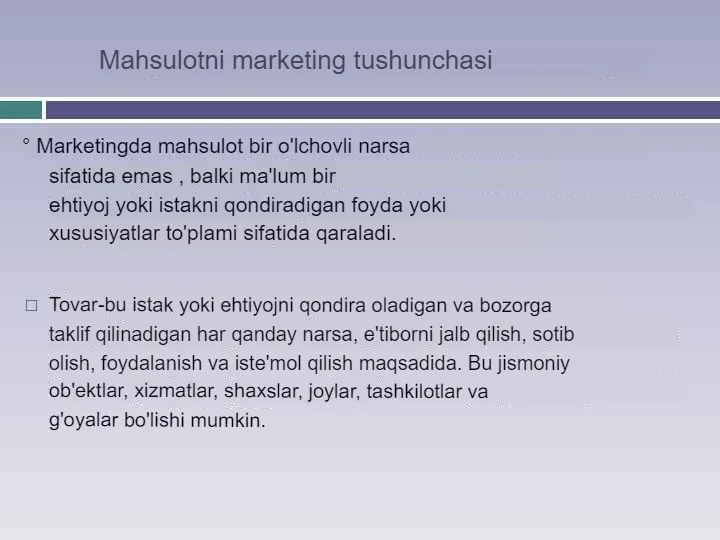 Mahsulotni marketing tushunchasi
° Marketingda mahsulot bir o'lchovli narsa
sifatida emas , balki ma'lum bir
ehtiyoj yoki istakni qondiradigan foyda yoki
xususiyatlar to'plami sifatida qaraladi.
□ Tovar-bu istak yoki ehtiyojni qondira oladigan va bozorga
taklif qilinadigan har qanday narsa, e'tiborni jalb qilish, sotib
olish, foydalanish va iste'mol qilish maqsadida. Bu jismoniy
ob'ektlar, xizmatlar, shaxslar, joylar, tashkilotlar va
g'oyalar bo'lishi mumkin.